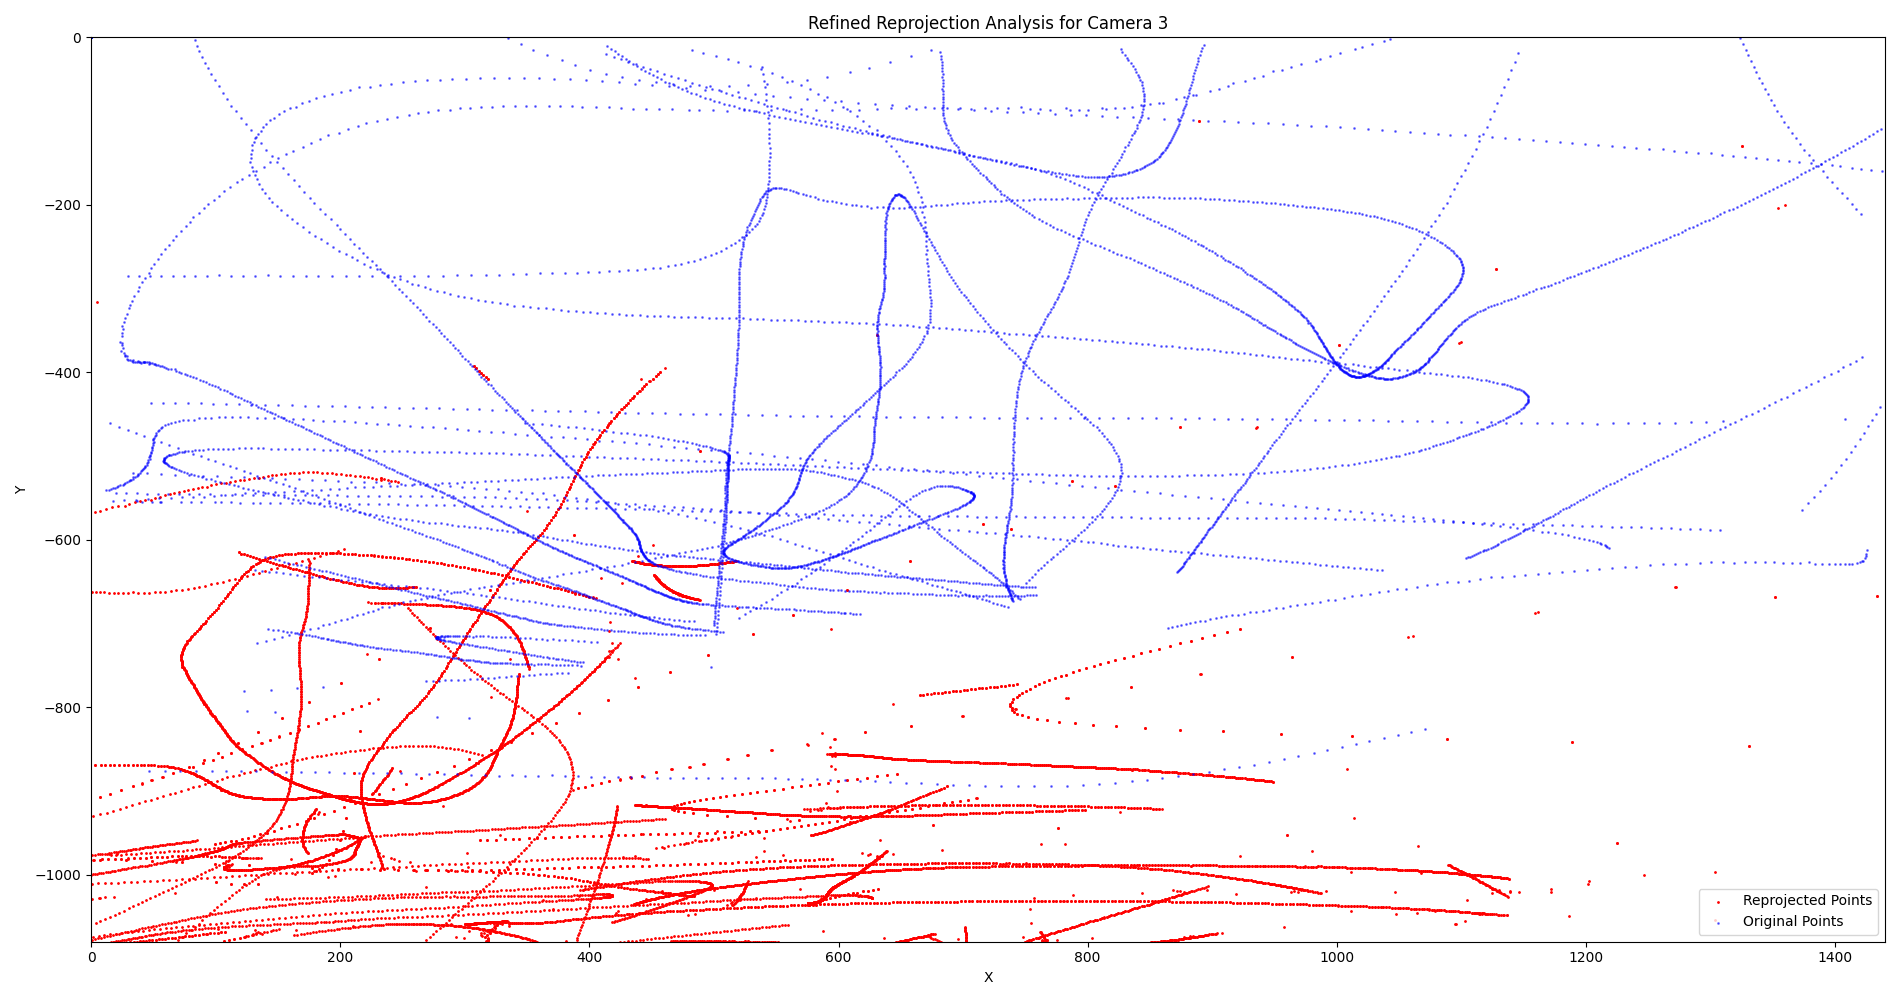 Refined Reprojection Analysis for Camera 3
0
−200
−400
−600
−800
−1000
Y
Reprojected Points
Original Points
0 200 400 600 800 1000 1200 1400
X